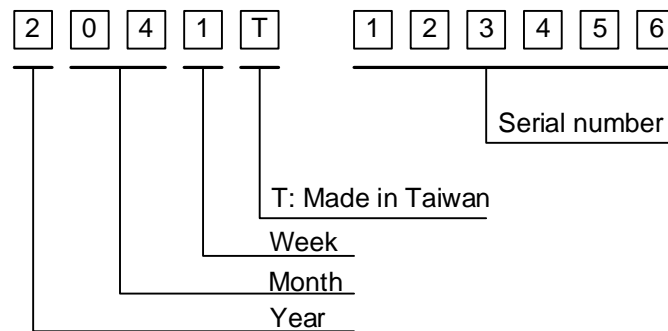 2 0 4 1 T 1 2 3 4 5 6
Serial number
T: Made in Taiwan
Week
Month
Year